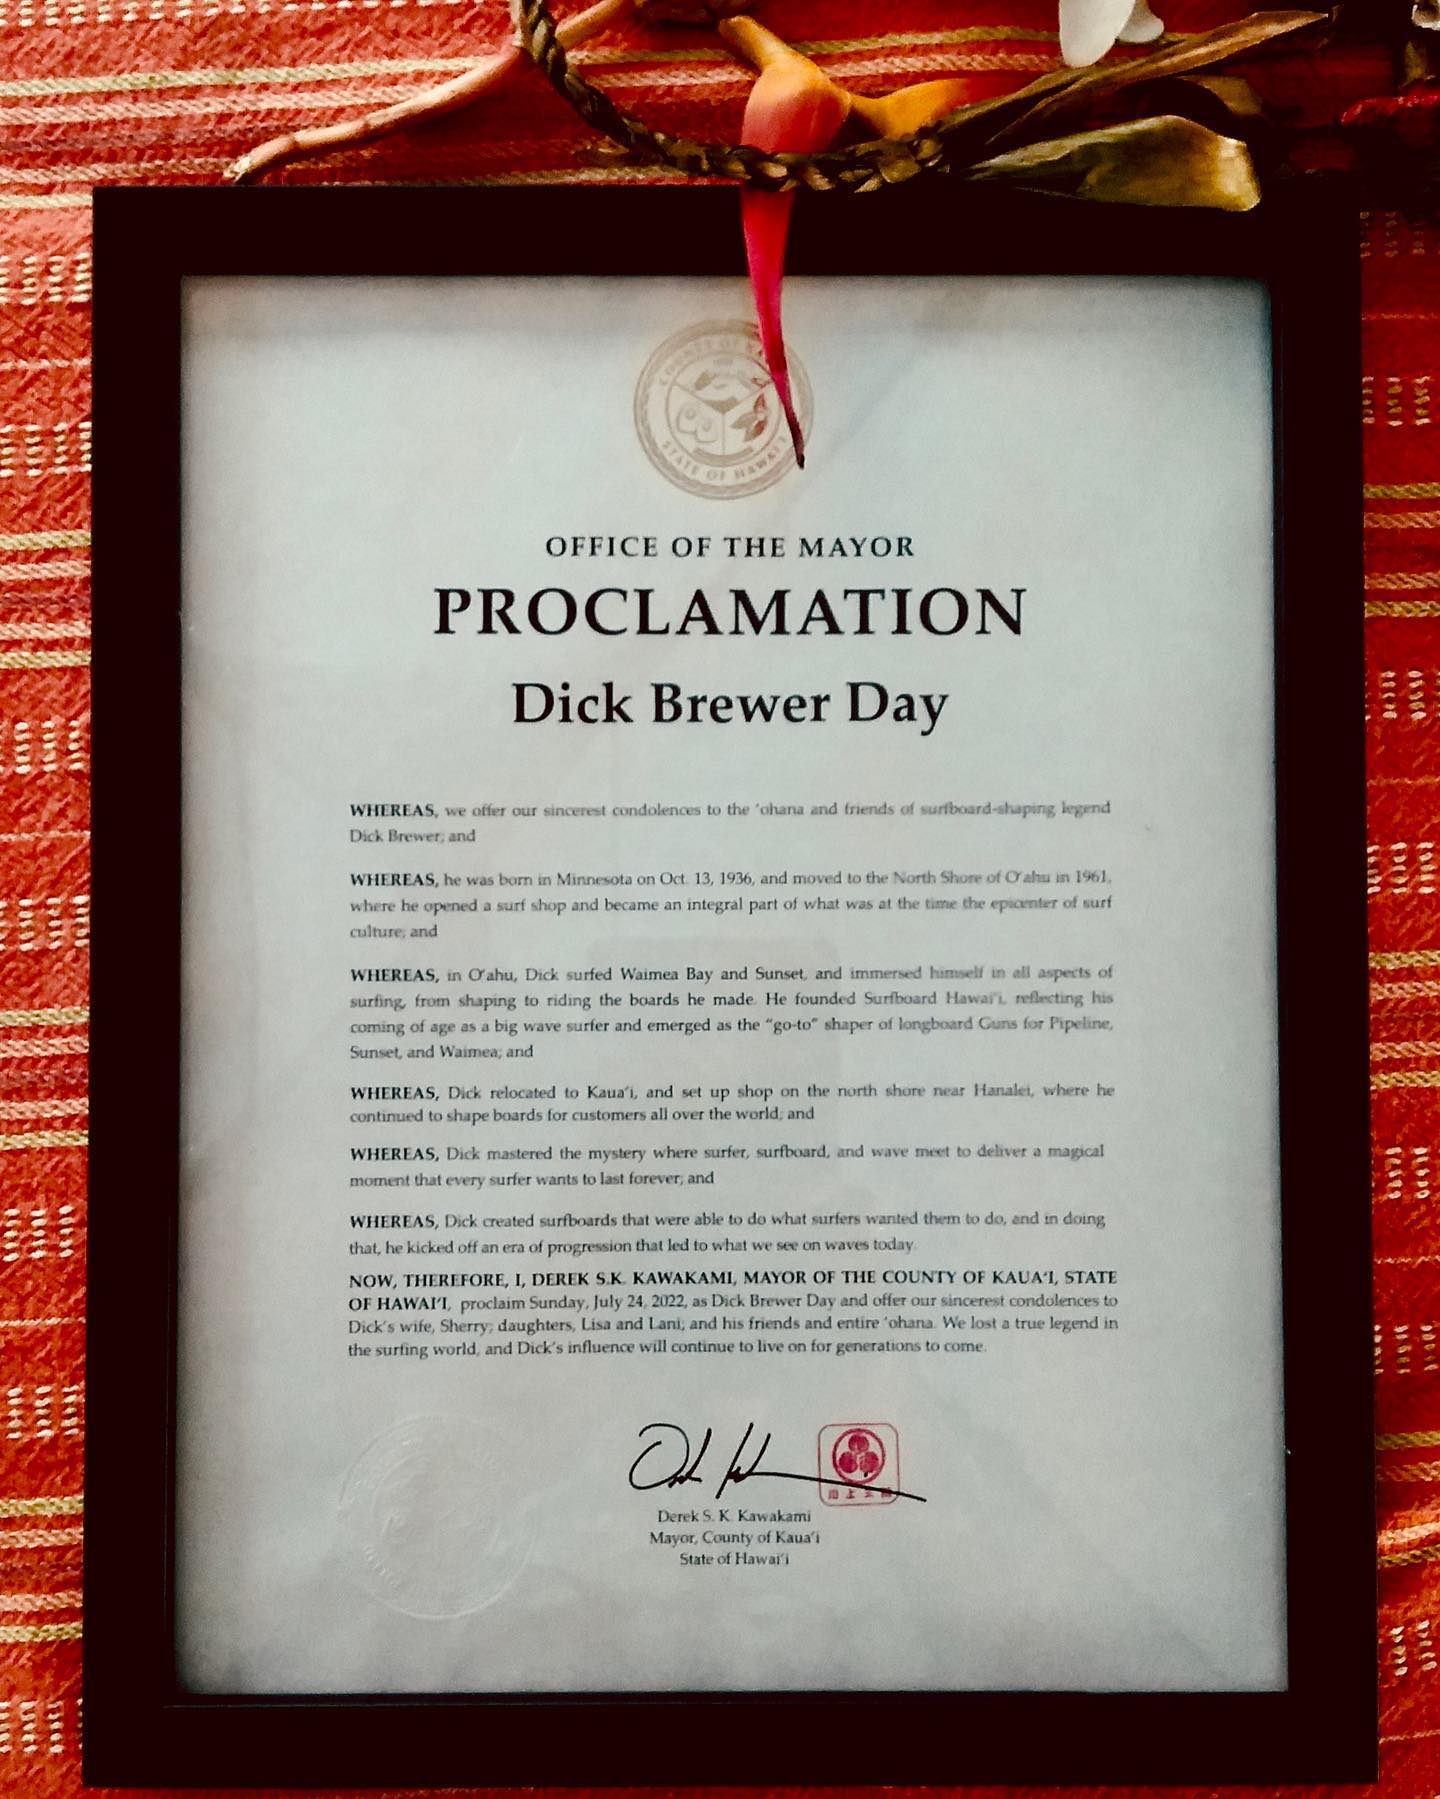 COUNTY OF
STATE OF HAWAI'I
OFFICE OF THE MAYOR
PROCLAMATION
Dick Brewer Day
WHEREAS, we offer our sincerest condolences to the 'ohana and friends of surfboard-shaping legend
Dick Brewer; and
WHEREAS, he was born in Minnesota on Oct. 13, 1936, and moved to the North Shore of O'ahu in 1961,
where he opened a surf shop and became an integral part of what was at the time the epicenter of surf
culture; and
WHEREAS, in O'ahu, Dick surfed Waimea Bay and Sunset, and immersed himself in all aspects of
surfing, from shaping to riding the boards he made. He founded Surfboard Hawai'i, reflecting his
coming of age as a big wave surfer and emerged as the "go-to" shaper of longboard Guns for Pipeline,
Sunset, and Waimea; and
WHEREAS, Dick relocated to Kaua'i, and set up shop on the north shore near Hanalei, where he
continued to shape boards for customers all over the world; and
WHEREAS, Dick mastered the mystery where surfer, surfboard, and wave meet to deliver a magical
moment that every surfer wants to last forever; and
WHEREAS, Dick created surfboards that were able to do what surfers wanted them to do, and in doing
that, he kicked off an era of progression that led to what we see on waves today.
NOW, THEREFORE, I, DEREK S.K. KAWAKAMI, MAYOR OF THE COUNTY OF KAUA'I, STATE
OF HAWAI'I, proclaim Sunday, July 24, 2022, as Dick Brewer Day and offer our sincerest condolences to
Dick's wife, Sherry; daughters, Lisa and Lani; and his friends and entire 'ohana. We lost a true legend in
the surfing world, and Dick's influence will continue to live on for generations to come.
Derek S. K. Kawakami
Mayor, County of Kaua'i
State of Hawai'i